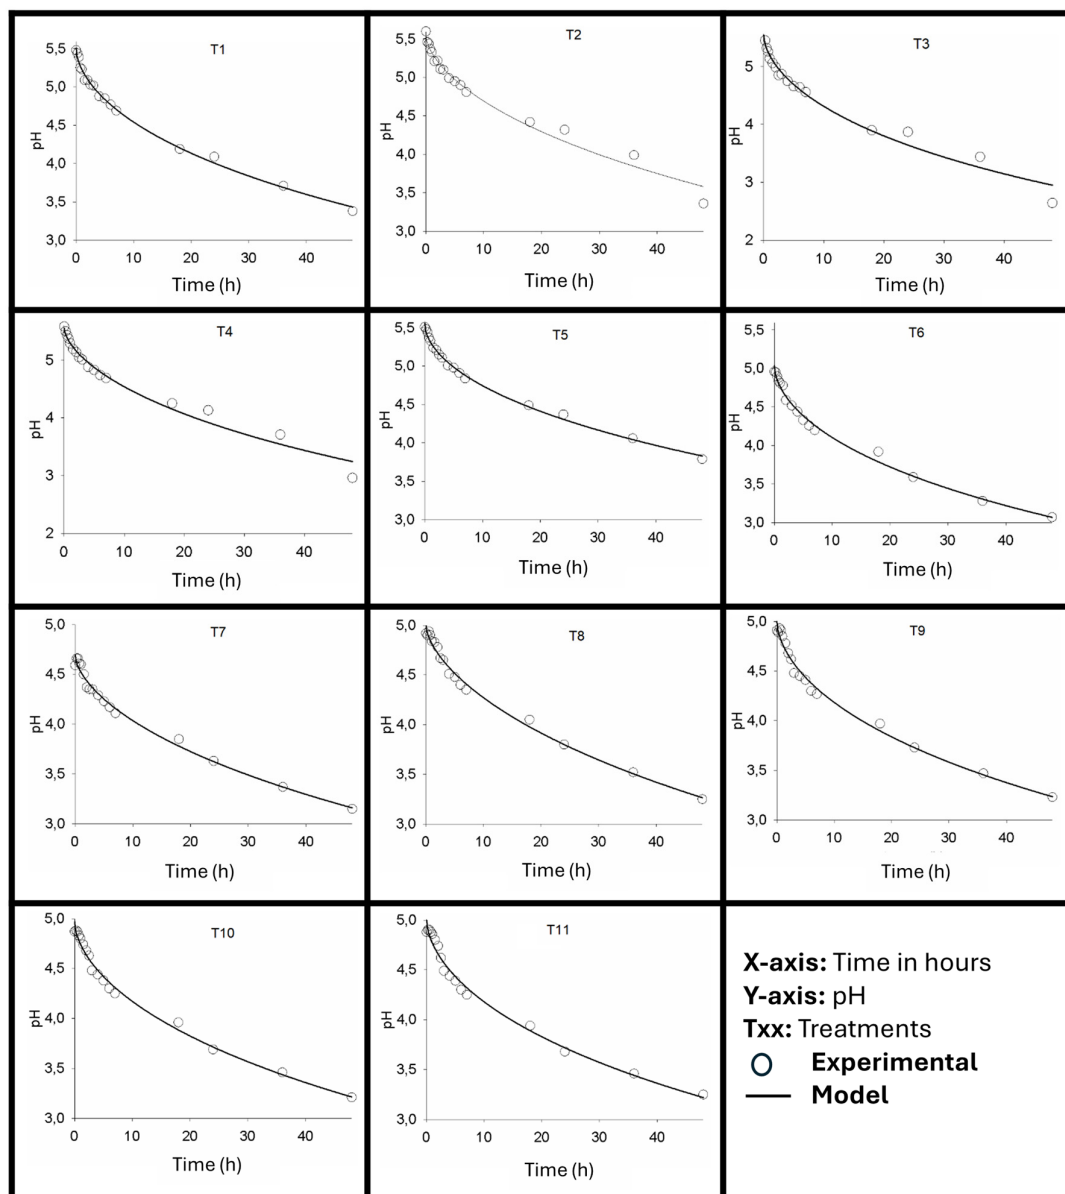 T1
5,5
5,0
4,5
4,0
3,5
3,0
pH
0 10 20 30 40
Time (h)
T2
5,5
5,0
4,5
4,0
3,5
3,0
pH
0 10 20 30 40
Time (h)
T3
5
4
3
2
pH
0 10 20 30 40
Time (h)
T4
5
4
3
2
pH
0 10 20 30 40
Time (h)
T5
5,5
5,0
4,5
4,0
3,5
3,0
pH
0 10 20 30 40
Time (h)
T6
5,5
5,0
4,5
4,0
3,5
3,0
pH
0 10 20 30 40
Time (h)
T7
5,0
4,5
4,0
3,5
3,0
pH
0 10 20 30 40
Time (h)
T8
5,0
4,5
4,0
3,5
3,0
pH
0 10 20 30 40
Time (h)
T9
5,0
4,5
4,0
3,5
3,0
pH
0 10 20 30 40
Time (h)
T10
5,0
4,5
4,0
3,5
3,0
pH
0 10 20 30 40
Time (h)
T11
5,0
4,5
4,0
3,5
3,0
pH
0 10 20 30 40
Time (h)
X-axis: Time in hours
Y-axis: pH
Txx: Treatments
Experimental
Model